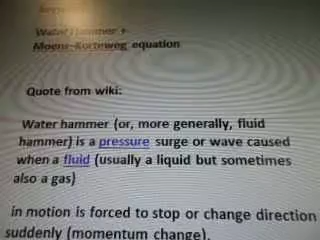 Water Hammer +
Moens-Korteweg equation
Quote from wiki:
Water hammer (or, more generally, fluid
hammer) is a pressure surge or wave caused
when a fluid (usually a liquid but sometimes
also a gas)
in motion is forced to stop or change direction
suddenly (momentum change).